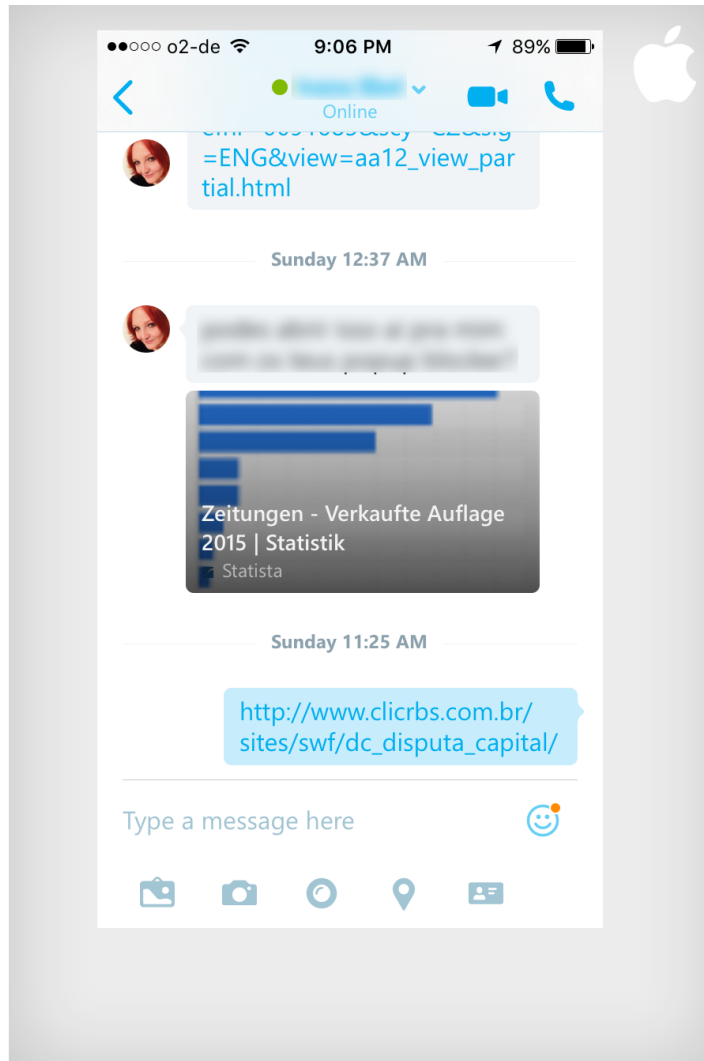 o2-de 9:06 PM 89%
Online
=ENG&view=aa12_view_par
tial.html
Sunday 12:37 AM
Zeitungen - Verkaufte Auflage
2015 | Statistik
Statista
Sunday 11:25 AM
http://www.clicrbs.com.br/
sites/swf/dc_disputa_capital/
Type a message here